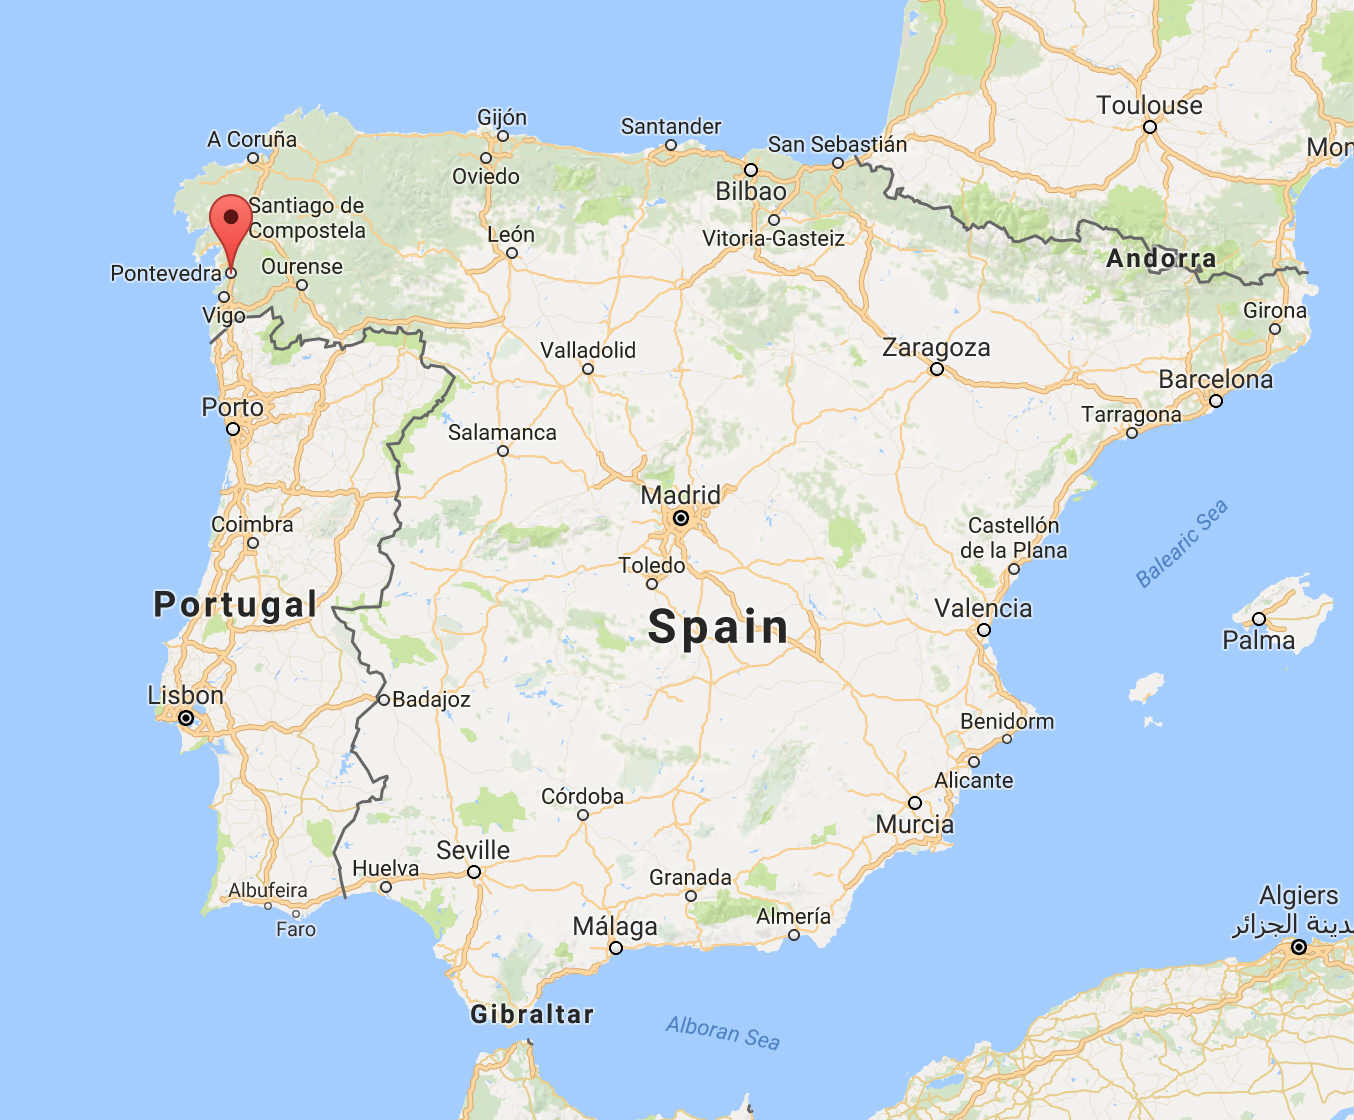 Toulouse
Gijón
Santander
A Coruña
San Sebastián
Mon
Oviedo
Bilbao
Santiago de
Compostela
León
Vitoria-Gasteiz
Andorra
Pontevedra
Ourense
Vigo
Girona
Valladolid
Zaragoza
Barcelona
Porto
Tarragona
Salamanca
Madrid
Coimbra
Castellón
de la Plana
Balearic Sea
Toledo
Portugal
Spain
Valencia
Palma
Lisbon
Badajoz
Benidorm
Alicante
Córdoba
Murcia
Seville
Huelva
Granada
Albufeira
Almería
Algiers
Faro
Málaga
دينة الجزائر
Gibraltar
Alboran Sea